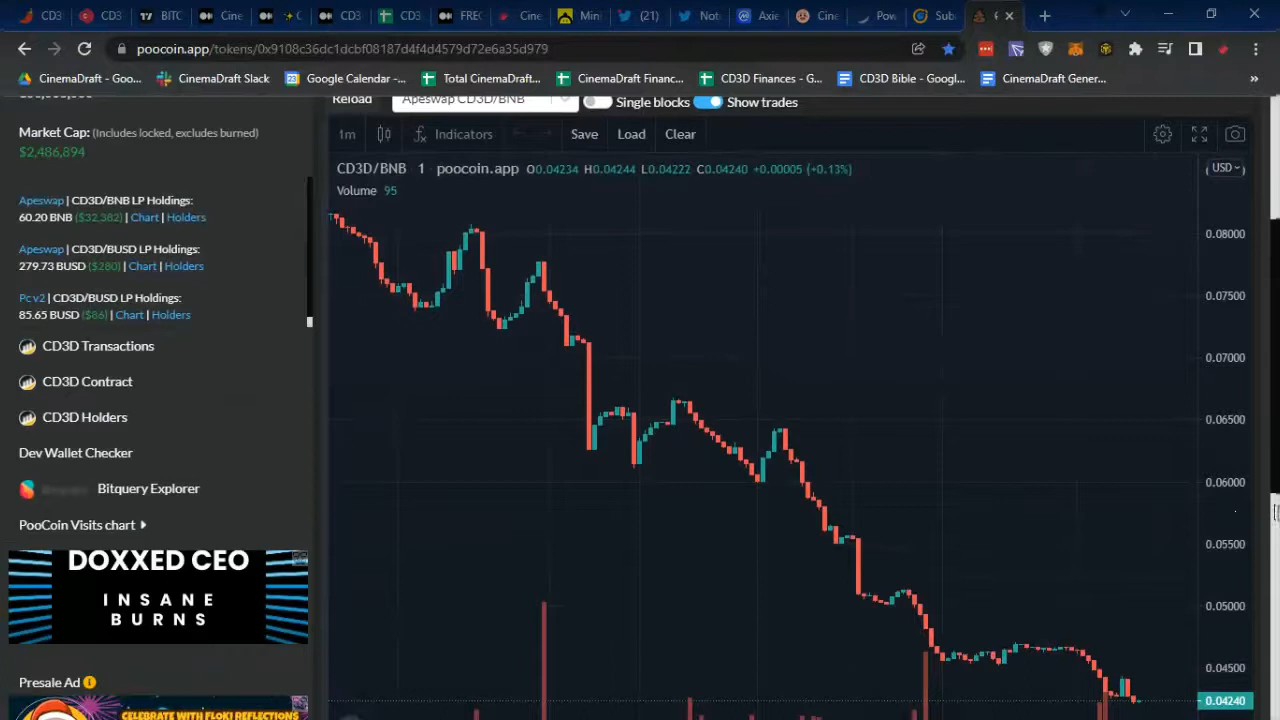 CD3
CD3D
BITC
Cine
C
CD3
CD3
FREC
Cine
Min
(21)
Note
Axie
Cine
Pow
Sub
poocoin.app/tokens/0x9108c36dc1dcbf08187d4f4d4579d72e6a35d979
CinemaDraft - Goo...
CinemaDraft Slack
Google Calendar -...
Total CinemaDraft...
CinemaDraft Financ...
CD3D Finances - G...
CD3D Bible - Googl...
CinemaDraft Gener...
»
Reload
Apeswap CD3D/BNB
Single blocks
Show trades
Market Cap: (Includes locked, excludes burned)
$2,486,894
1m
Indicators
Save
Load
Clear
CD3D/BNB 1 poocoin.app O0.04234 H0.04244 L0.04222 C0.04240 +0.00005 (+0.13%)
Volume 95
USD
Apeswap | CD3D/BNB LP Holdings:
60.20 BNB ($32,382) | Chart | Holders
Apeswap | CD3D/BUSD LP Holdings:
279.73 BUSD ($280) | Chart | Holders
Pc v2 | CD3D/BUSD LP Holdings:
85.65 BUSD ($86) | Chart | Holders
CD3D Transactions
CD3D Contract
CD3D Holders
Dev Wallet Checker
Bitquery Explorer
PooCoin Visits chart
DOXXED CEO
INSANE
BURNS
Presale Ad
CELEBRATE WITH FLOKI REFLECTIONS
0.08000
0.07500
0.07000
0.06500
0.06000
0.05500
0.05000
0.04500
0.04240